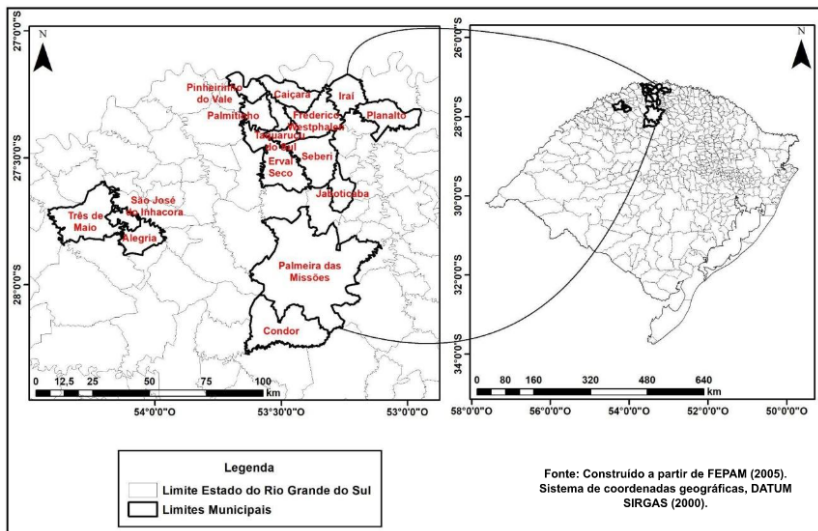 N
27°0'0"S
27°30'0"S
28°0'0"S
Pinheirinho
do Vale
Caiçara
Iraí
Palmitinho
Frederico
Westphalen
Planalto
Taquaruçu
do Sul
Erval
Seco
Seberi
Jaboticaba
São José
do Inhacora
Três de
Maio
Alegria
Palmeira das
Missões
Condor
0 12,5 25 50 75 100
km
54°0'0"O 53°30'0"O 53°0'0"O
N
26°0'0"S
28°0'0"S
30°0'0"S
32°0'0"S
34°0'0"S
0 80 160 320 480 640
km
58°0'0"O 56°0'0"O 54°0'0"O 52°0'0"O 50°0'0"O
Legenda
Limite Estado do Rio Grande do Sul
Limites Municipais
Fonte: Construído a partir de FEPAM (2005).
Sistema de coordenadas geográficas, DATUM
SIRGAS (2000).